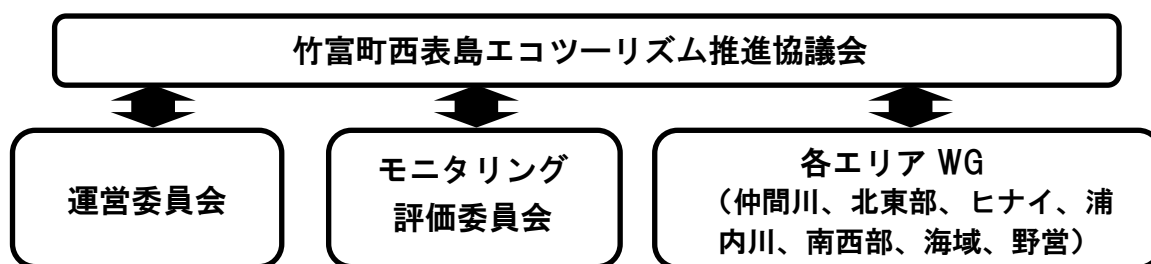 竹富町西表島エコツーリズム推進協議会
運営委員会
モニタリング
評価委員会
各エリア WG
（仲間川、北東部、ヒナイ、浦
内川、南西部、海域、野営）